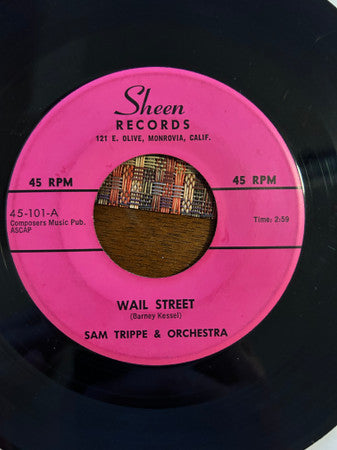 Sheen
RECORDS
121 E. OLIVE, MONROVIA, CALIF.
45 RPM
45 RPM
45-101-A
Composers Music Pub.
ASCAP
Time: 2:59
WAIL STREET
(Barney Kessel)
SAM TRIPPE & ORCHESTRA